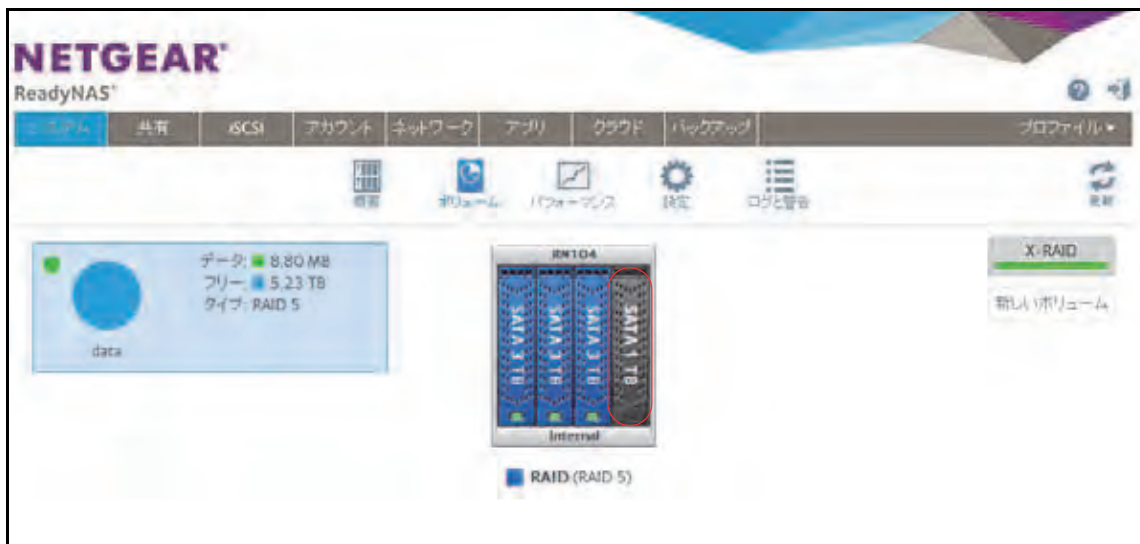 NETGEAR
ReadyNAS
システム 共有 iSCSI アカウント ネットワーク アプリ クラウド バックアップ プロファイル
概要 ボリューム パフォーマンス 設定 ログと警告 更新
データ: 8.80 MB
フリー: 5.23 TB
タイプ: RAID 5
data
RN104
SATA 3 TB
SATA 3 TB
SATA 3 TB
SATA 1 TB
Internal
RAID (RAID 5)
X-RAID
新しいボリューム